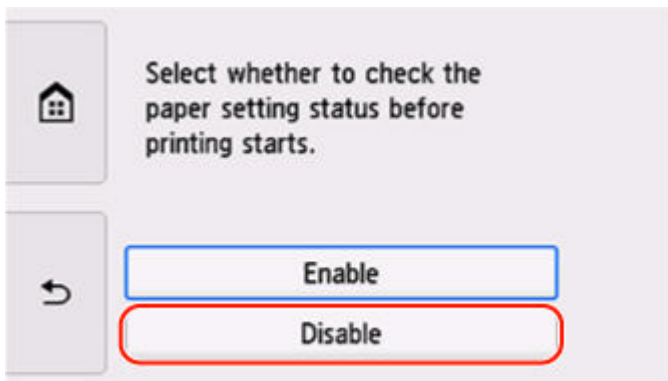 Select whether to check the
paper setting status before
printing starts.
Enable
Disable